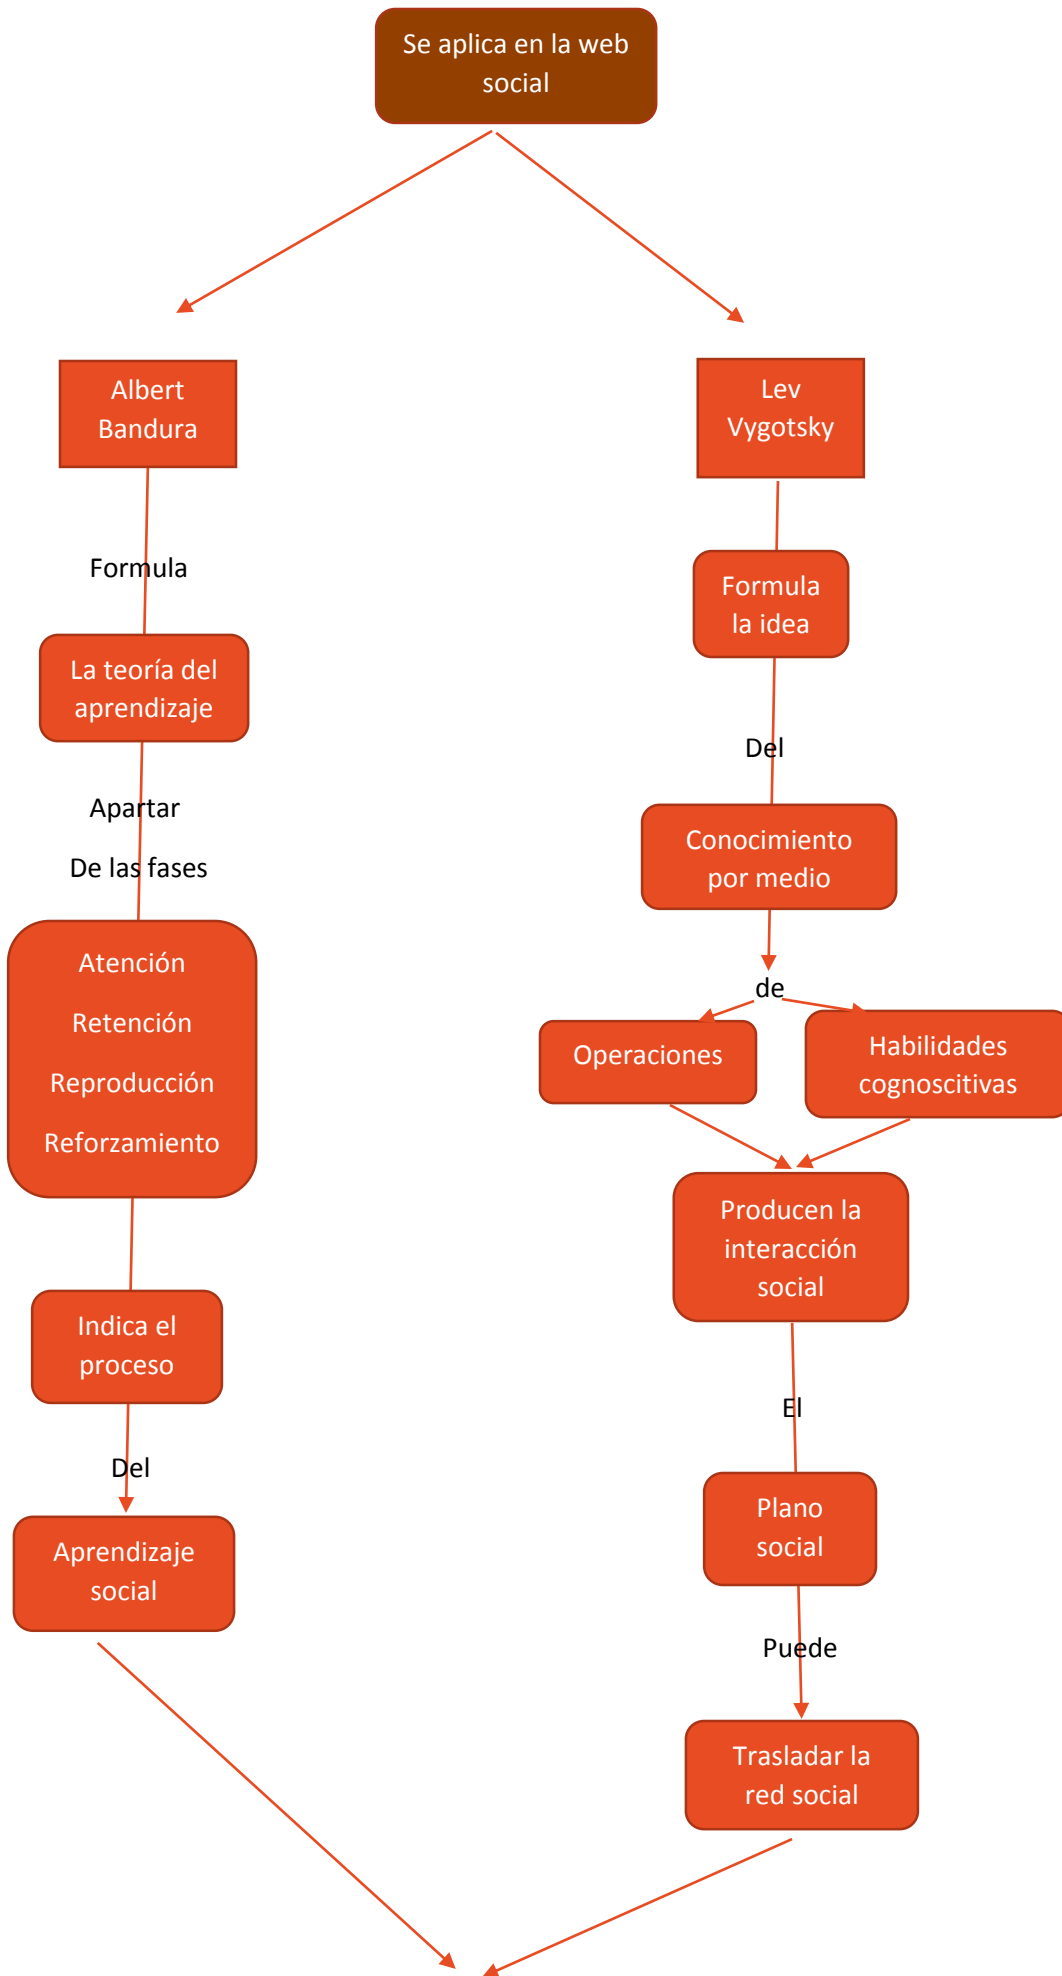 Se aplica en la web
social
Albert
Bandura
Formula
La teoría del
aprendizaje
Apartar
De las fases
Atención
Retención
Reproducción
Reforzamiento
Indica el
proceso
Del
Aprendizaje
social
Lev
Vygotsky
Formula
la idea
Del
Conocimiento
por medio
de
Operaciones
Habilidades
cognoscitivas
Producen la
interacción
social
El
Plano
social
Puede
Trasladar la
red social